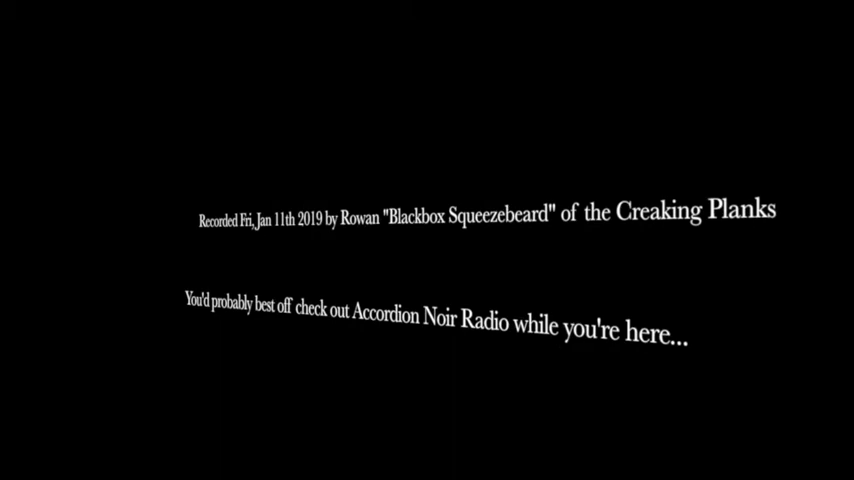 Recorded Fri, Jan 11th 2019 by Rowan "Blackbox Squeezebeard" of the Creaking Planks
You'd probably best off check out Accordion Noir Radio while you're here...